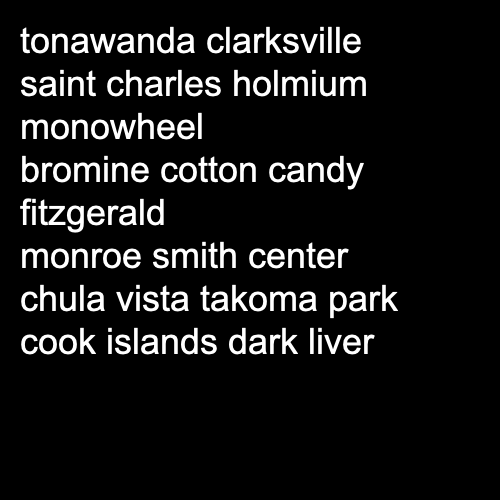 tonawanda clarksville
saint charles holmium
monowheel
bromine cotton candy
fitzgerald
monroe smith center
chula vista takoma park
cook islands dark liver